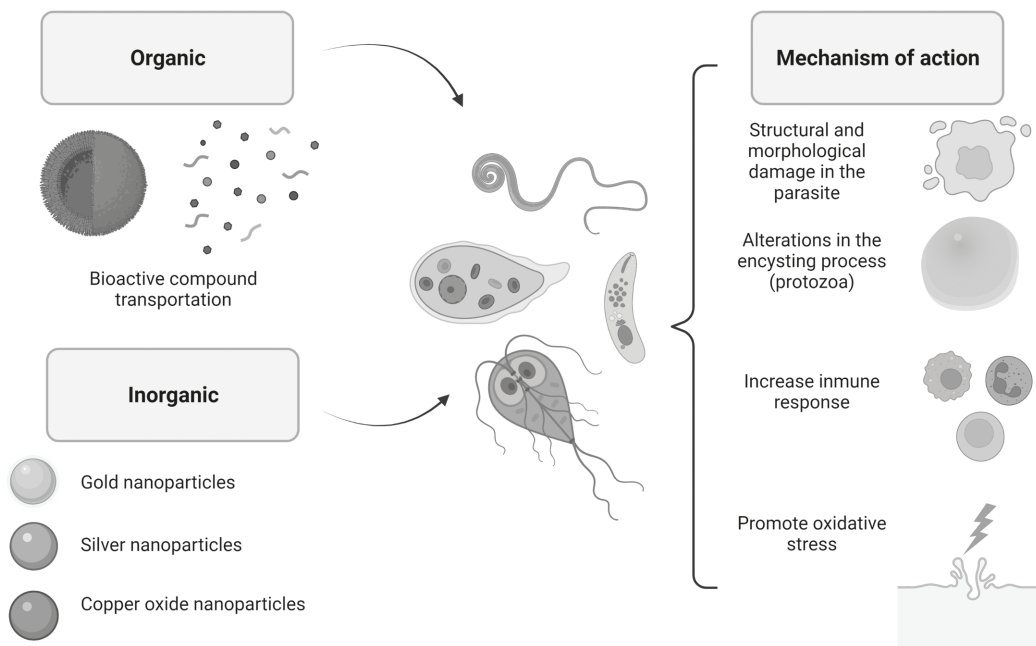 Organic
Bioactive compound
transportation
Inorganic
Gold nanoparticles
Silver nanoparticles
Copper oxide nanoparticles
Mechanism of action
Structural and
morphological
damage in the
parasite
Alterations in the
encysting process
(protozoa)
Increase inmune
response
Promote oxidative
stress